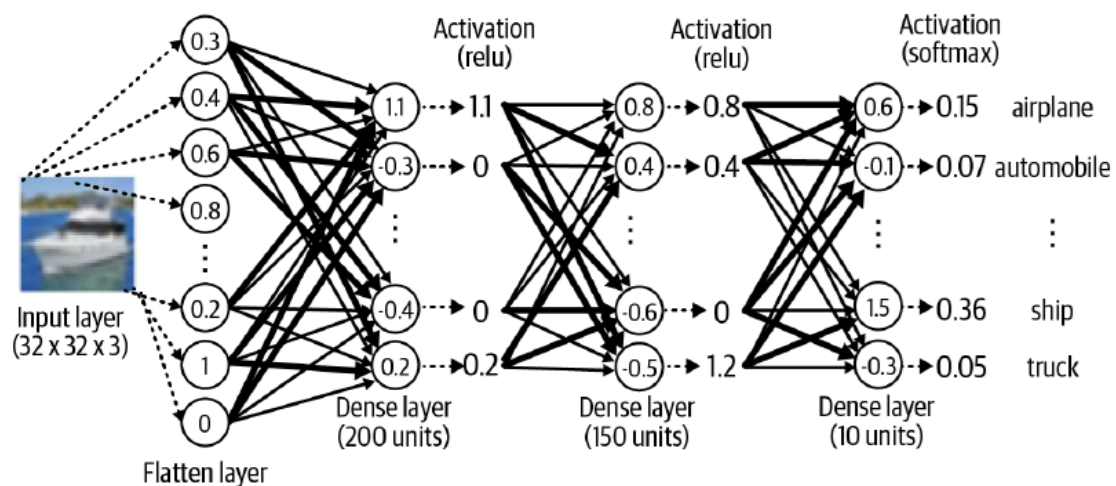 Activation
(relu)
Activation
(relu)
Activation
(softmax)
0.3
0.4
0.6
0.8
⋮
0.2
1
0
Flatten layer
Input layer
(32 x 32 x 3)
1.1
-0.3
⋮
-0.4
0.2
Dense layer
(200 units)
1.1
0
0
0.2
0.8
0.4
⋮
-0.6
-0.5
Dense layer
(150 units)
0.8
0.4
0
1.2
0.6
-0.1
⋮
1.5
-0.3
Dense layer
(10 units)
0.15 airplane
0.07 automobile
⋮
0.36 ship
0.05 truck